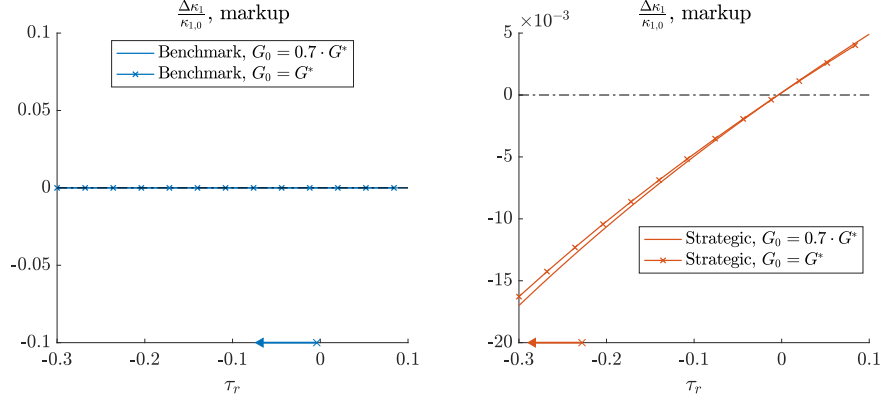 Δκ₁/κ₁,₀, markup
0.1
0.05
0
-0.05
-0.1
-0.3 -0.2 -0.1 0 0.1
τᵣ
Benchmark, G₀ = 0.7 · G*
Benchmark, G₀ = G*
Δκ₁/κ₁,₀, markup
×10⁻³
5
0
-5
-10
-15
-20
-0.3 -0.2 -0.1 0 0.1
τᵣ
Strategic, G₀ = 0.7 · G*
Strategic, G₀ = G*